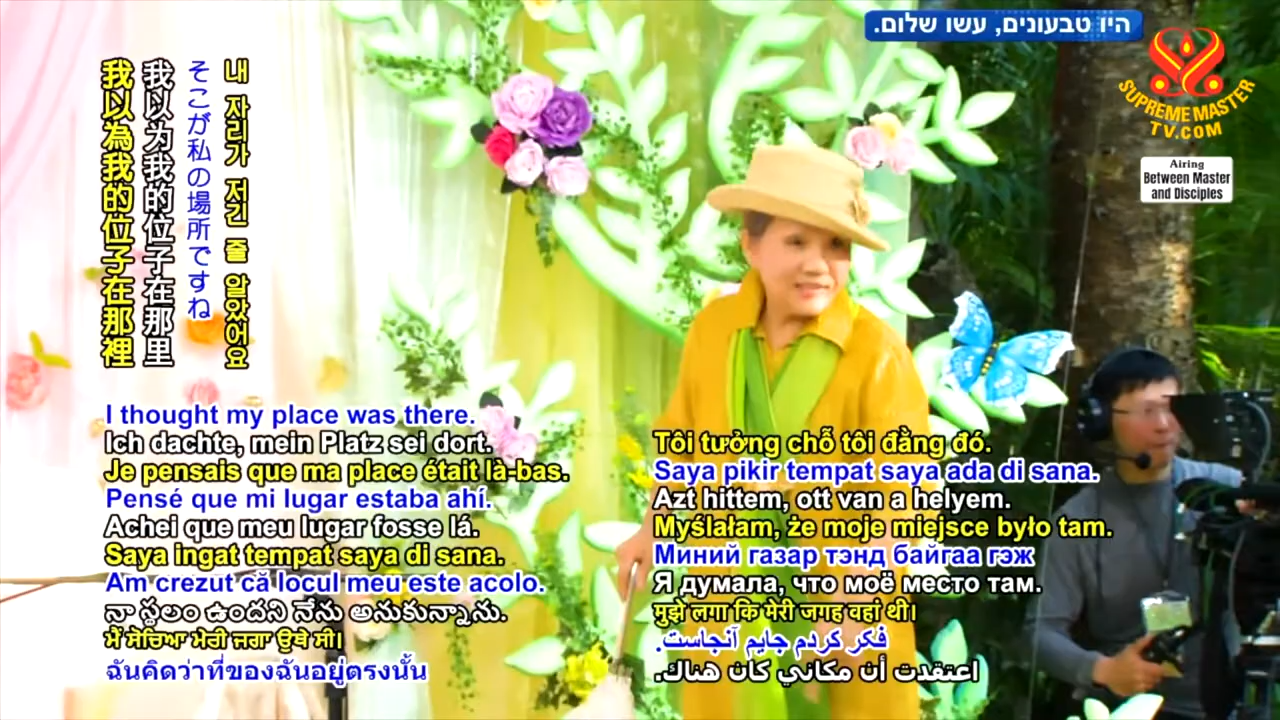 היו טבעונים, עשו שלום.
SUPREME MASTER
TV.COM
Airing
Between Master
and Disciples
我以為我的位子在那裡
我以为我的位子在那里
そこが私の場所ですね
내 자리가 저긴 줄 알았어요
I thought my place was there.
Ich dachte, mein Platz sei dort.
Je pensais que ma place était là-bas.
Pensé que mi lugar estaba ahí.
Achei que meu lugar fosse lá.
Saya ingat tempat saya di sana.
Am crezut că locul meu este acolo.
నా స్థలం ఉందని నేను అనుకున్నాను.
ਮੈਂ ਸੋਚਿਆ ਮੇਰੀ ਜਗਾ ਉਥੇ ਸੀ।
ฉันคิดว่าที่ของฉันอยู่ตรงนั้น
Tôi tưởng chỗ tôi đằng đó.
Saya pikir tempat saya ada di sana.
Azt hittem, ott van a helyem.
Myślałam, że moje miejsce było tam.
Миний газар тэнд байгаа гэж
Я думала, что моё место там.
मुझे लगा कि मेरी जगह वहां थी।
فکر کردم جایم آنجاست.
اعتقدت أن مكاني كان هناك.